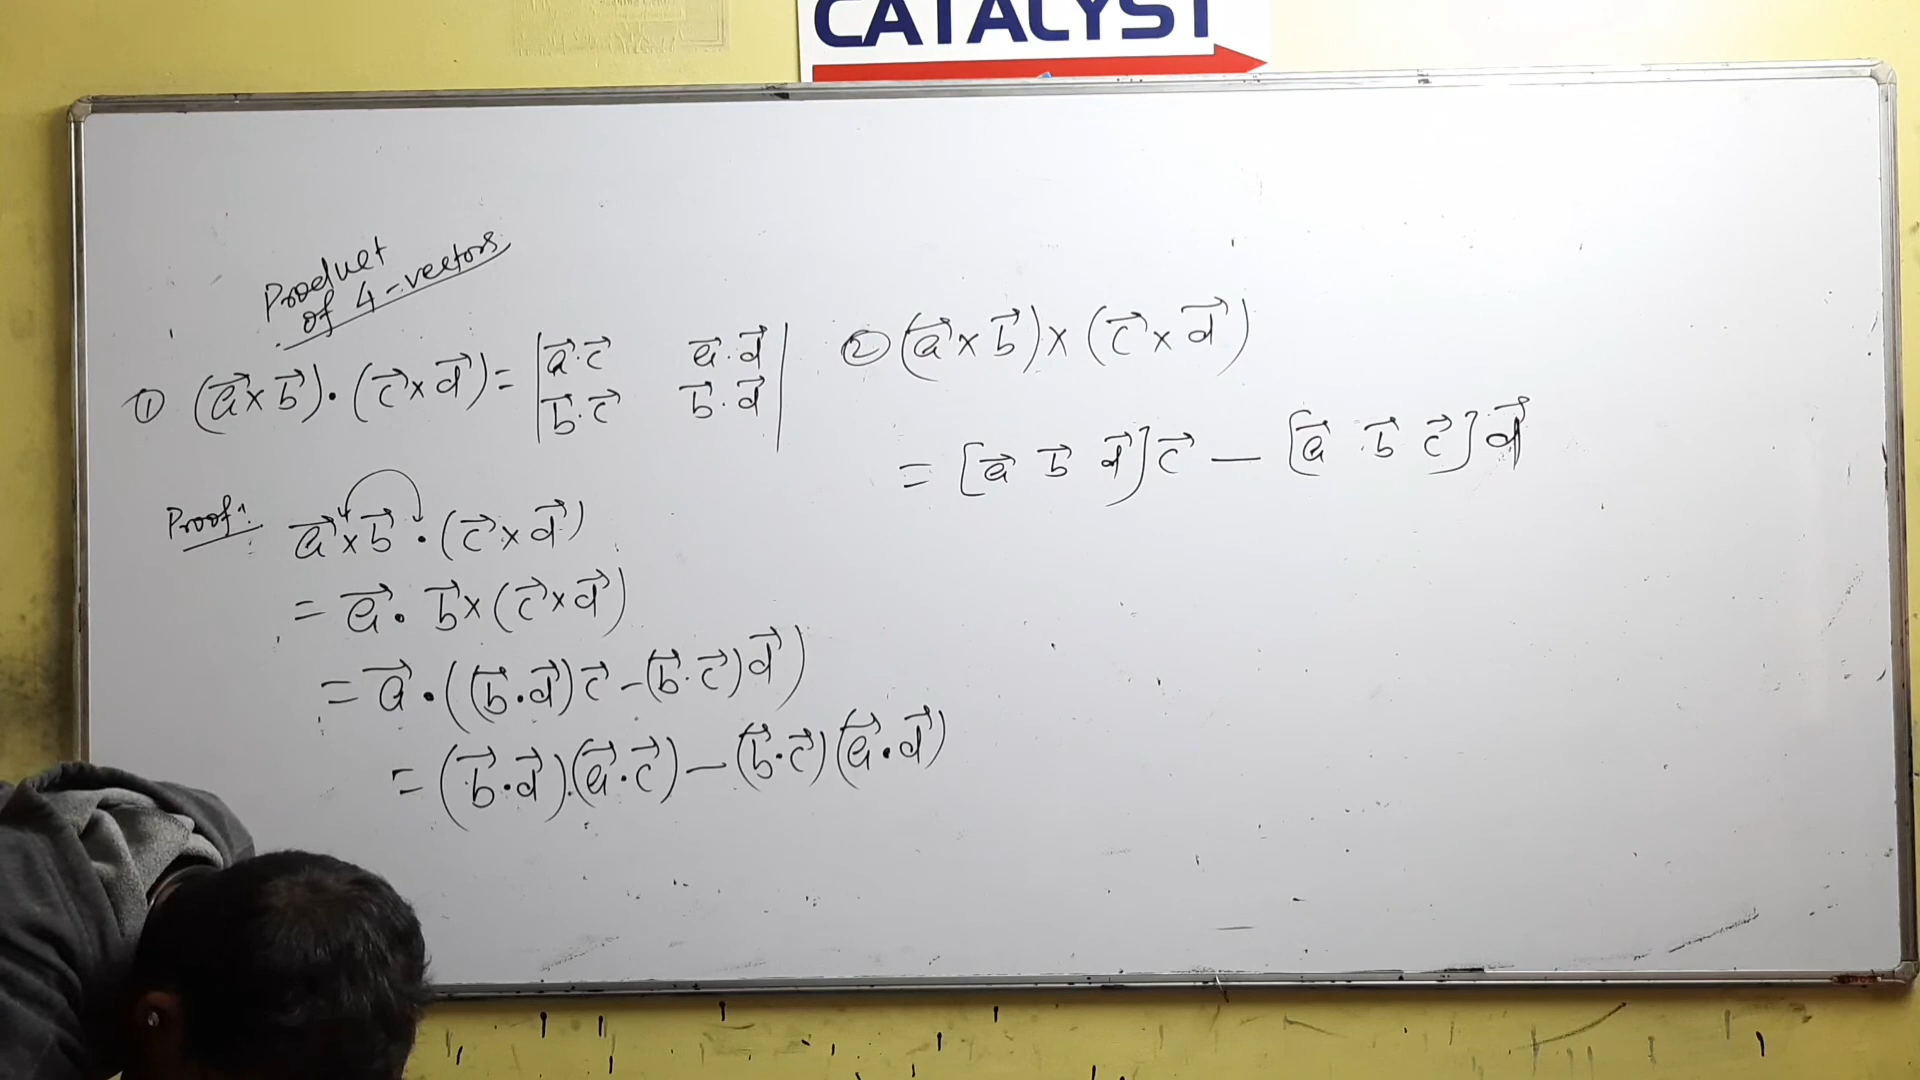 CATALYST
Product
of 4-vectors
① (a⃗×b⃗)·(c⃗×d⃗) = |a⃗·c⃗ a⃗·d⃗|
|b⃗·c⃗ b⃗·d⃗|
Proof: a⃗×b⃗·(c⃗×d⃗)
= a⃗·b⃗×(c⃗×d⃗)
= a⃗·((b⃗·d⃗)c⃗-(b⃗·c⃗)d⃗)
= (b⃗·d⃗).(a⃗·c⃗)-(b⃗·c⃗)(a⃗·d⃗)
② (a⃗×b⃗)×(c⃗×d⃗)
= [a⃗ b⃗ d⃗]c⃗ - [a⃗ b⃗ c⃗]d⃗